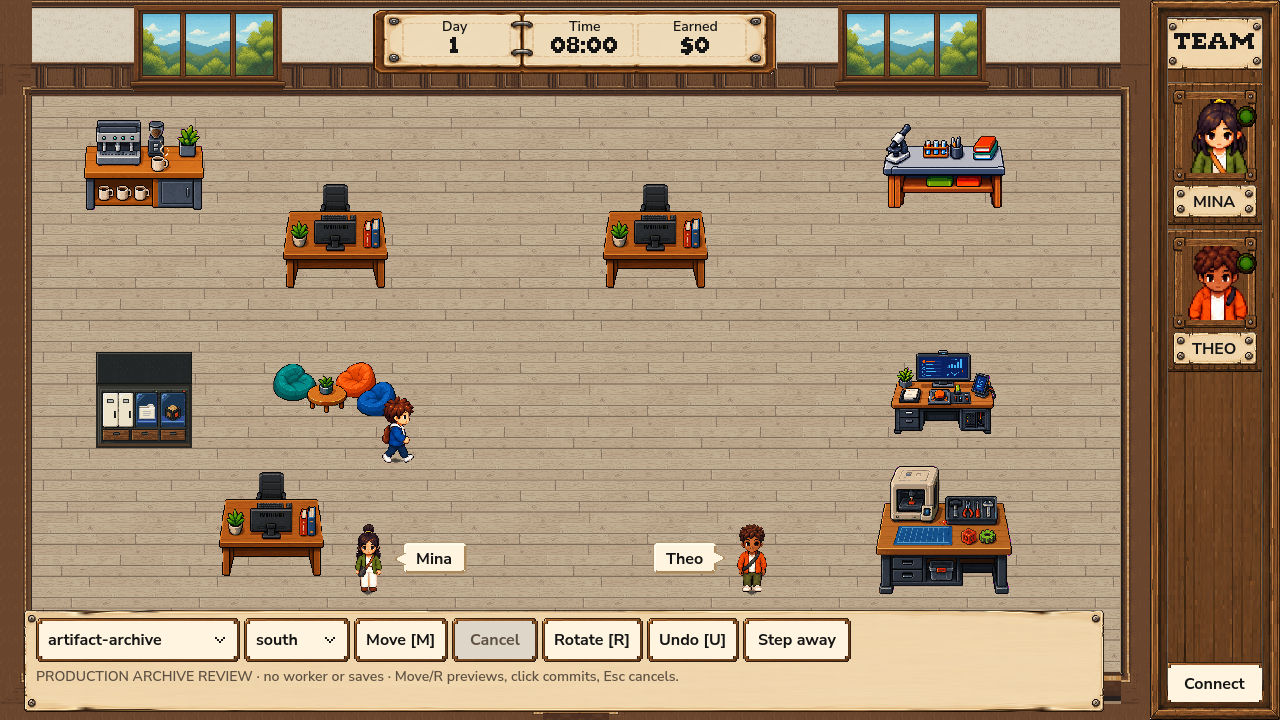 Day
1
Time
08:00
Earned
$0
TEAM
MINA
THEO
Mina
Theo
artifact-archive
south
Move [M]
Cancel
Rotate [R]
Undo [U]
Step away
PRODUCTION ARCHIVE REVIEW · no worker or saves · Move/R previews, click commits, Esc cancels.
Connect